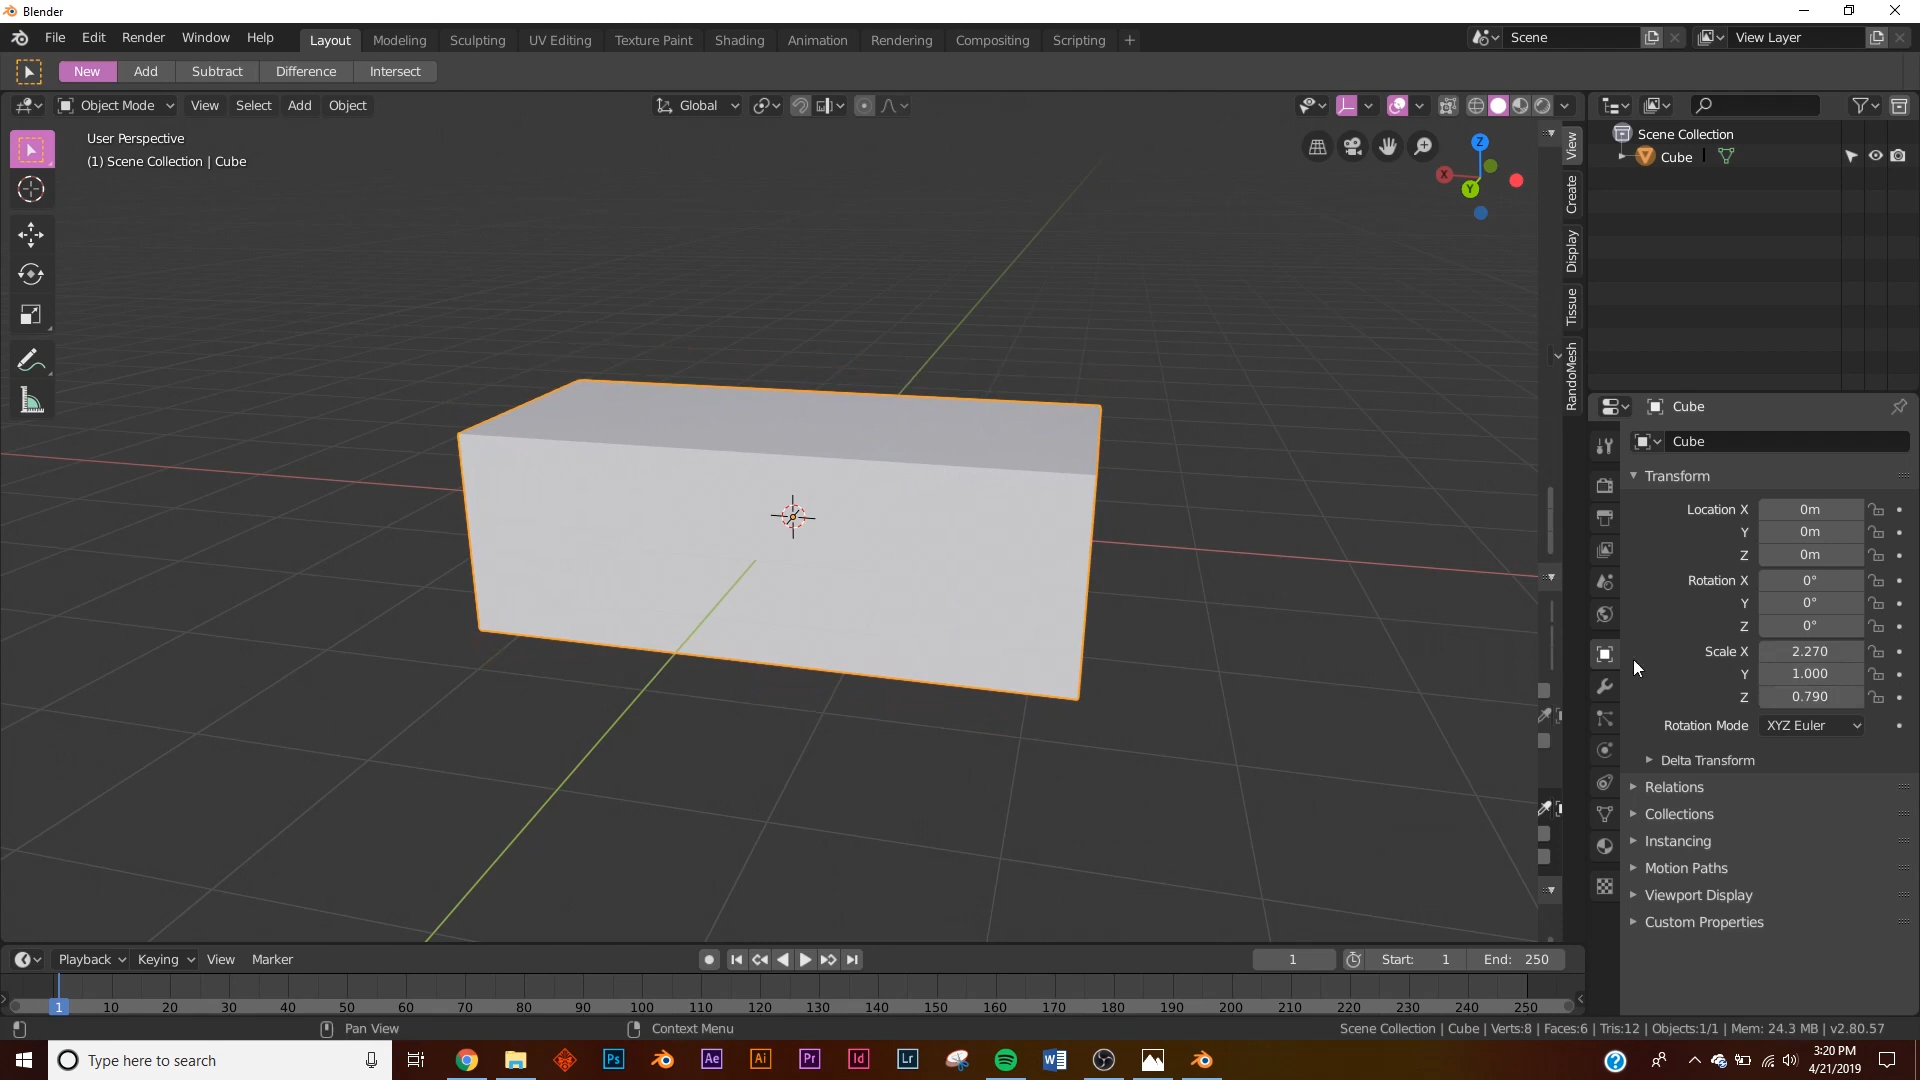 Blender
File Edit Render Window Help Layout Modeling Sculpting UV Editing Texture Paint Shading Animation Rendering Compositing Scripting +
Scene View Layer
New Add Subtract Difference Intersect
Object Mode View Select Add Object Global
User Perspective
(1) Scene Collection | Cube
Z
X
Y
View
Create
Display
Tissue
RandoMesh
Scene Collection
Cube
Cube
Cube
Transform
Location X 0m
Y 0m
Z 0m
Rotation X 0°
Y 0°
Z 0°
Scale X 2.270
Y 1.000
Z 0.790
Rotation Mode XYZ Euler
Delta Transform
Relations
Collections
Instancing
Motion Paths
Viewport Display
Custom Properties
Playback Keying View Marker 1 Start: 1 End: 250
1 10 20 30 40 50 60 70 80 90 100 110 120 130 140 150 160 170 180 190 200 210 220 230 240 250
Pan View Context Menu Scene Collection | Cube | Verts:8 | Faces:6 | Tris:12 | Objects:1/1 | Mem: 24.3 MB | v2.80.57
Type here to search Ps Ae Ai Pr Id Lr
3:20 PM
4/21/2019